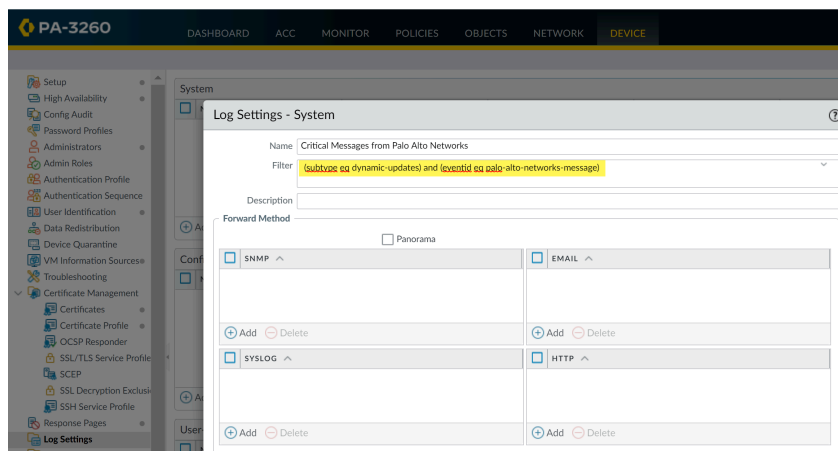 PA-3260
DASHBOARD ACC MONITOR POLICIES OBJECTS NETWORK DEVICE
Setup
High Availability
Config Audit
Password Profiles
Administrators
Admin Roles
Authentication Profile
Authentication Sequence
User Identification
Data Redistribution
Device Quarantine
VM Information Sources
Troubleshooting
Certificate Management
Certificates
Certificate Profile
OCSP Responder
SSL/TLS Service Profile
SCEP
SSL Decryption Exclusi
SSH Service Profile
Response Pages
Log Settings
System
Log Settings - System
Name Critical Messages from Palo Alto Networks
Filter (subtype eq dynamic-updates) and (eventid eq palo-alto-networks-message)
Description
Forward Method
Panorama
SNMP EMAIL
Add Delete Add Delete
SYSLOG HTTP
Add Delete Add Delete
Conf
User-